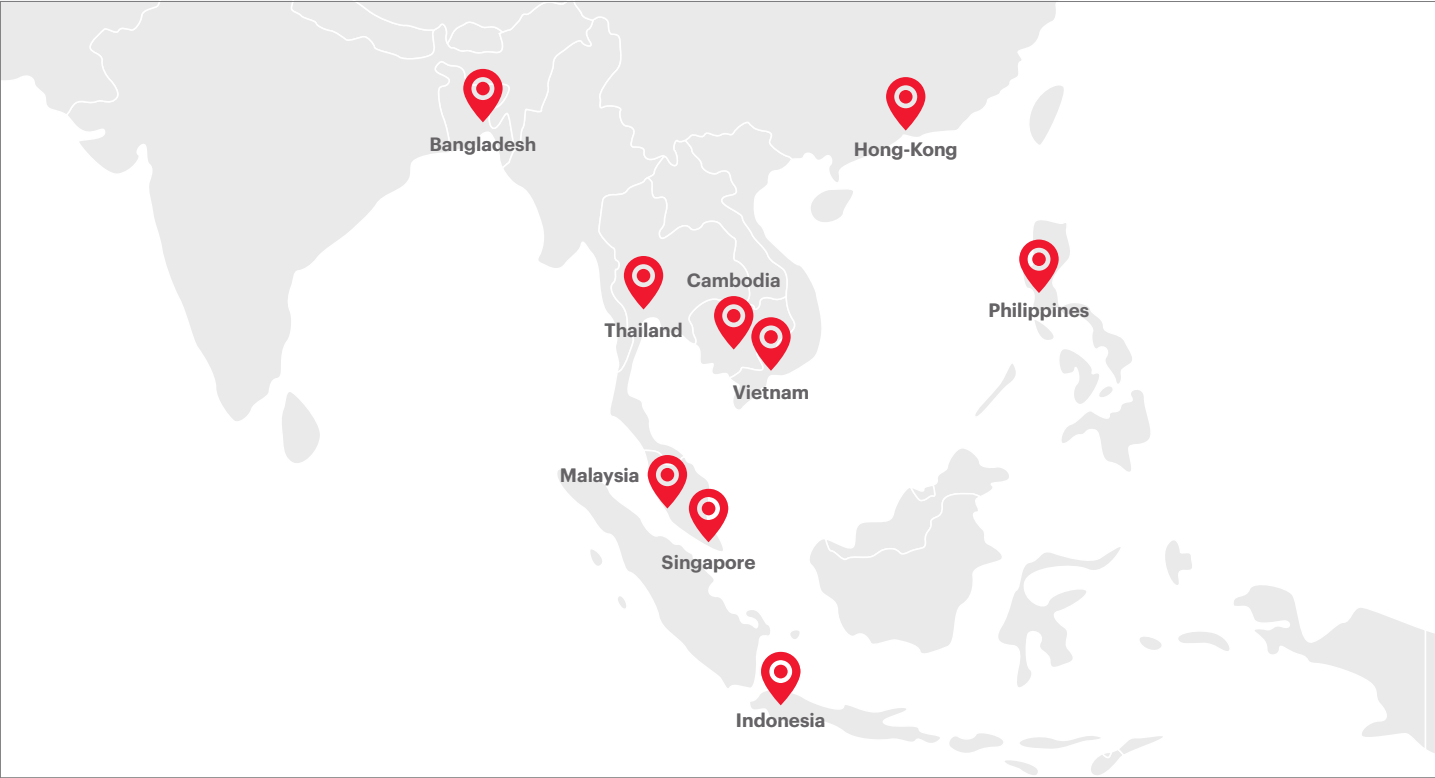 Bangladesh
Hong-Kong
Cambodia
Philippines
Thailand
Vietnam
Malaysia
Singapore
Indonesia